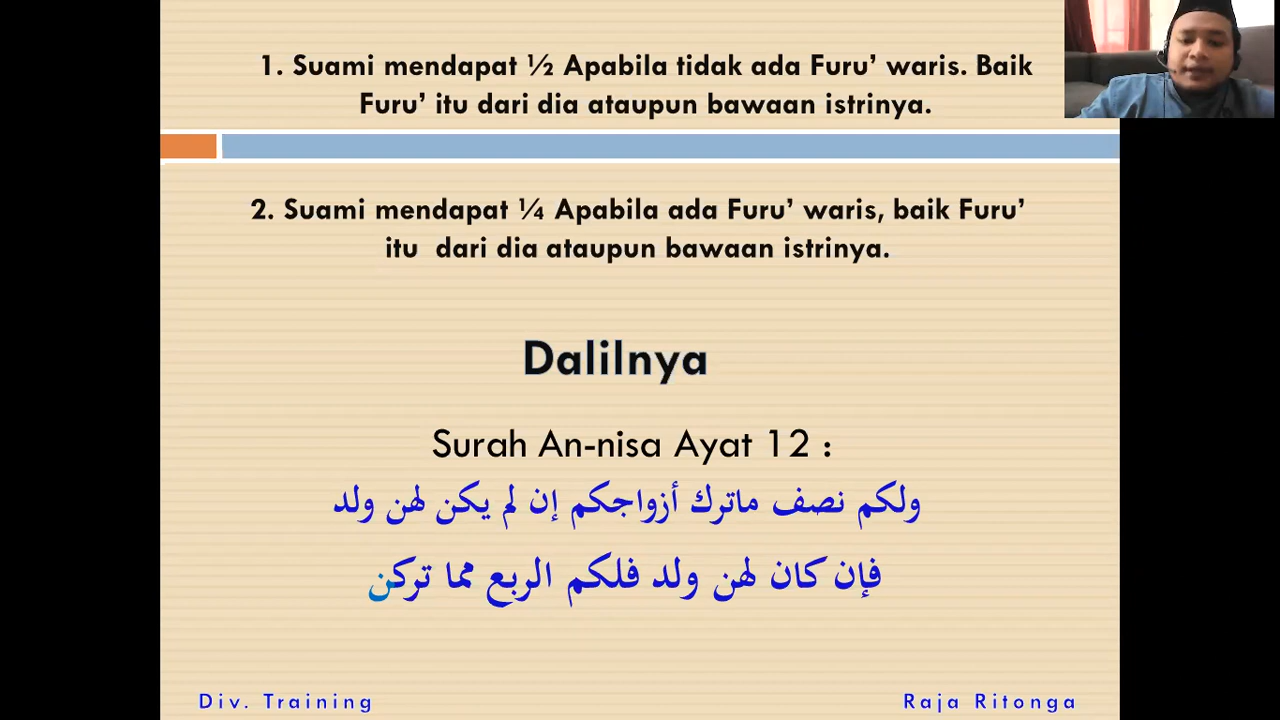 1. Suami mendapat ½ Apabila tidak ada Furu’ waris. Baik
Furu’ itu dari dia ataupun bawaan istrinya.
2. Suami mendapat ¼ Apabila ada Furu’ waris, baik Furu’
itu dari dia ataupun bawaan istrinya.
Dalilnya
Surah An-nisa Ayat 12 :
ولكم نصف ماترك أزواجكم إن لم يكن لهن ولد
فإن كان لهن ولد فلكم الربع مما تركن
Div. Training
Raja Ritonga